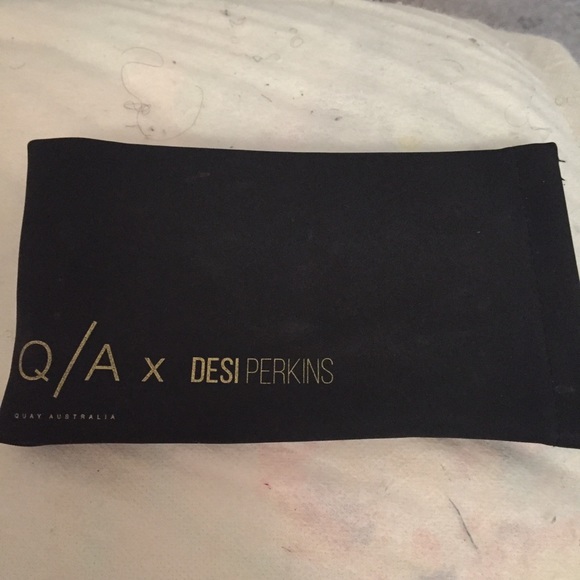 Q/A x DESI PERKINS
QUAY AUSTRALIA